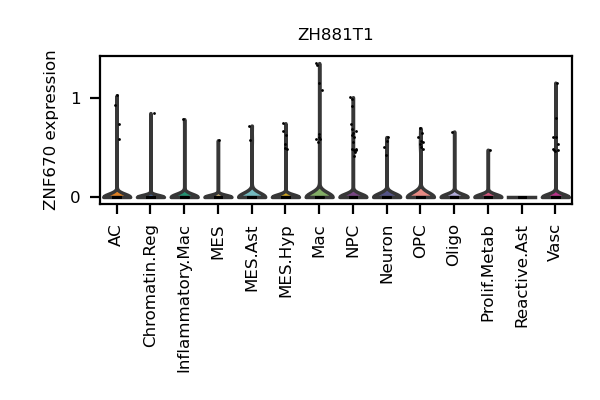 ZH881T1
ZNF670 expression
1
0
AC
Chromatin.Reg
Inflammatory.Mac
MES
MES.Ast
MES.Hyp
Mac
NPC
Neuron
OPC
Oligo
Prolif.Metab
Reactive.Ast
Vasc